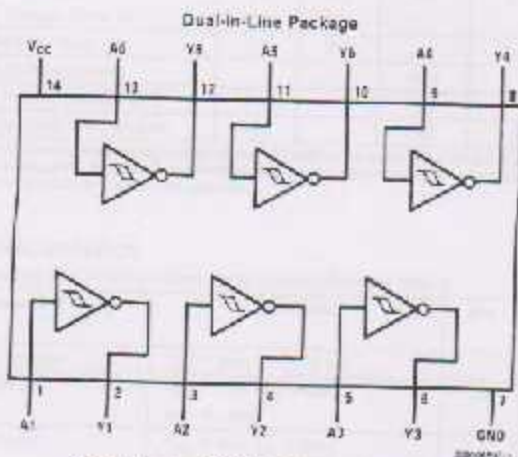 Dual-In-Line Package
VCC A6 Y6 A5 Y5 A4 Y4
14 13 12 11 10 9 8
1 2 3 4 5 6 7
A1 Y1 A2 Y2 A3 Y3 GND